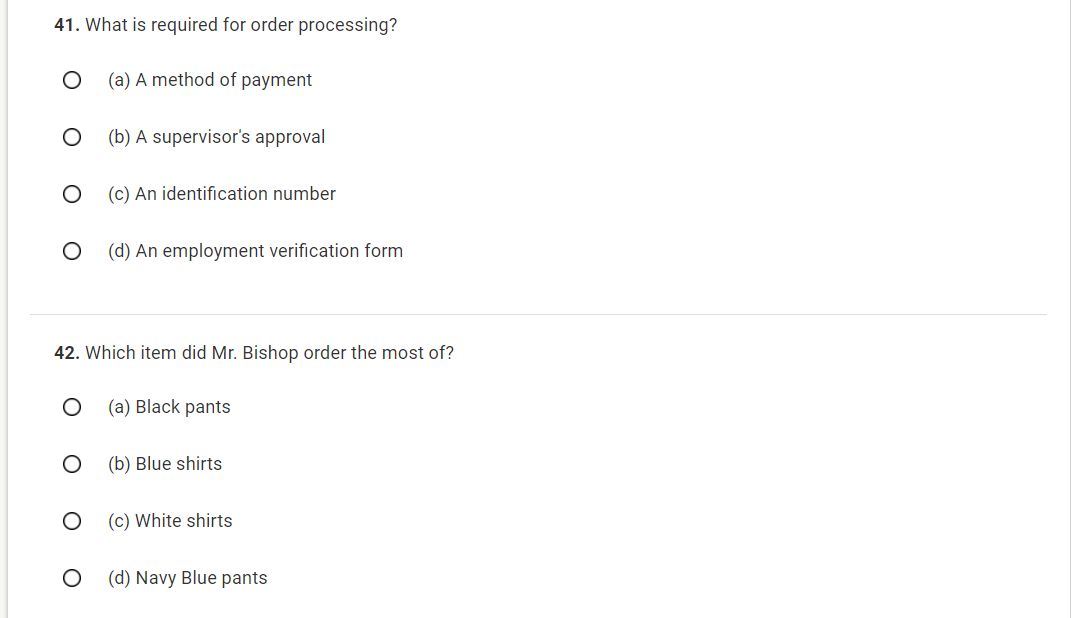 41. What is required for order processing?
(a) A method of payment
(b) A supervisor's approval
(c) An identification number
(d) An employment verification form
42. Which item did Mr. Bishop order the most of?
(a) Black pants
(b) Blue shirts
(c) White shirts
(d) Navy Blue pants